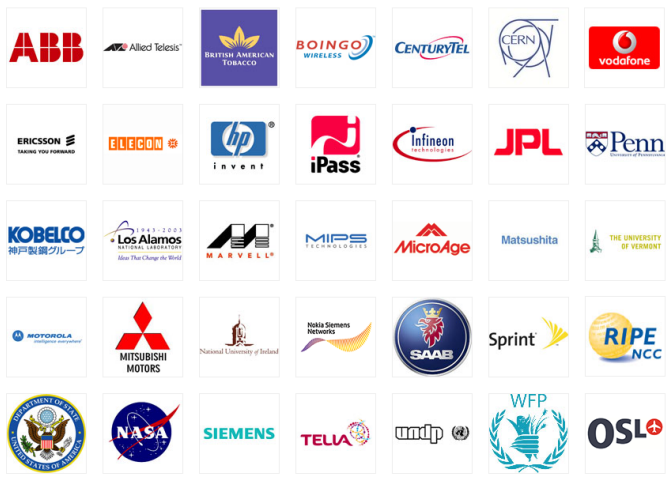 ABB
Allied Telesis
BRITISH AMERICAN
TOBACCO
BOINGO
WIRELESS
CENTURYTEL
CERN
vodafone
ERICSSON
TAKING YOU FORWARD
ELECON
hp
®
invent
iPass
Infineon
technologies
JPL
Penn
UNIVERSITY of PENNSYLVANIA
KOBELCO
神戸製鋼グループ
1943-2003
Los Alamos
NATIONAL LABORATORY
Ideas That Change the World
MARVELL®
MIPS
TECHNOLOGIES
MicroAge
Matsushita
THE UNIVERSITY
OF VERMONT
MOTOROLA
intelligence everywhere
MITSUBISHI
MOTORS
National University of Ireland
Nokia Siemens
Networks
SAAB
Sprint
RIPE
NCC
DEPARTMENT OF STATE
UNITED STATES OF AMERICA
NASA
SIEMENS
TELIA
undp
WFP
OSL